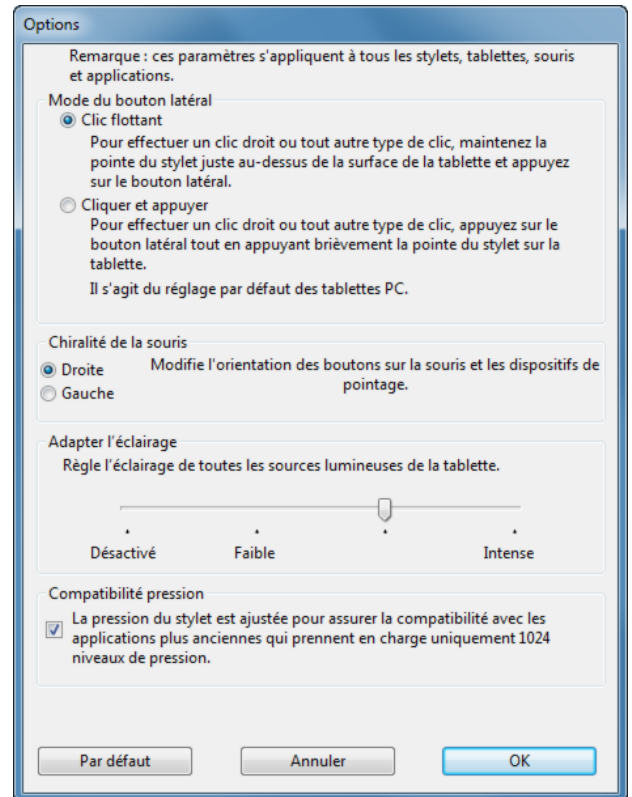 Options
Remarque : ces paramètres s'appliquent à tous les stylets, tablettes, souris
et applications.
Mode du bouton latéral
Clic flottant
Pour effectuer un clic droit ou tout autre type de clic, maintenez la
pointe du stylet juste au-dessus de la surface de la tablette et appuyez
sur le bouton latéral.
Cliquer et appuyer
Pour effectuer un clic droit ou tout autre type de clic, appuyez sur le
bouton latéral tout en appuyant brièvement la pointe du stylet sur la
tablette.
Il s'agit du réglage par défaut des tablettes PC.
Chiralité de la souris
Droite
Modifie l'orientation des boutons sur la souris et les dispositifs de
pointage.
Gauche
Adapter l'éclairage
Règle l'éclairage de toutes les sources lumineuses de la tablette.
Désactivé Faible Intense
Compatibilité pression
La pression du stylet est ajustée pour assurer la compatibilité avec les
applications plus anciennes qui prennent en charge uniquement 1024
niveaux de pression.
Par défaut Annuler OK